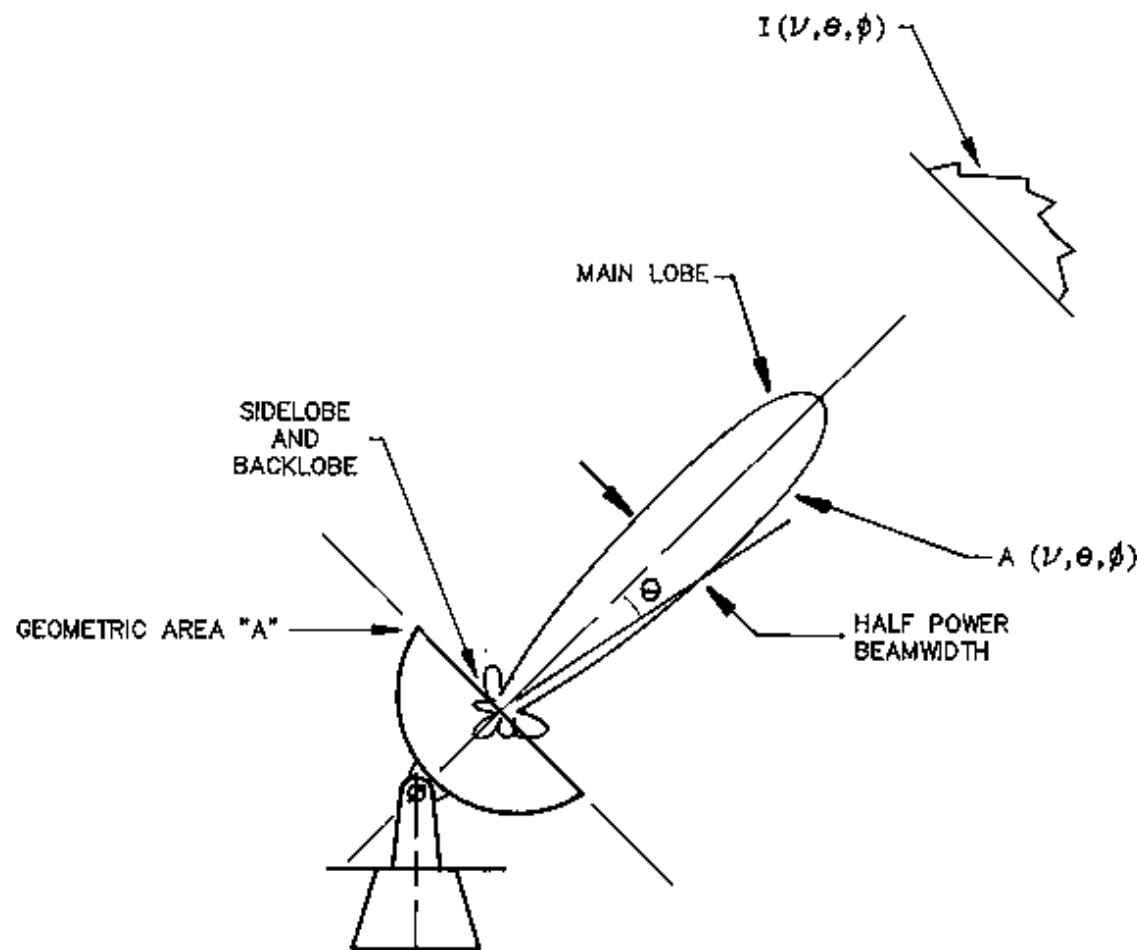 I(ν,θ,φ)
MAIN LOBE
SIDELOBE
AND
BACKLOBE
A (ν,θ,φ)
Θ
GEOMETRIC AREA "A"
HALF POWER
BEAMWIDTH